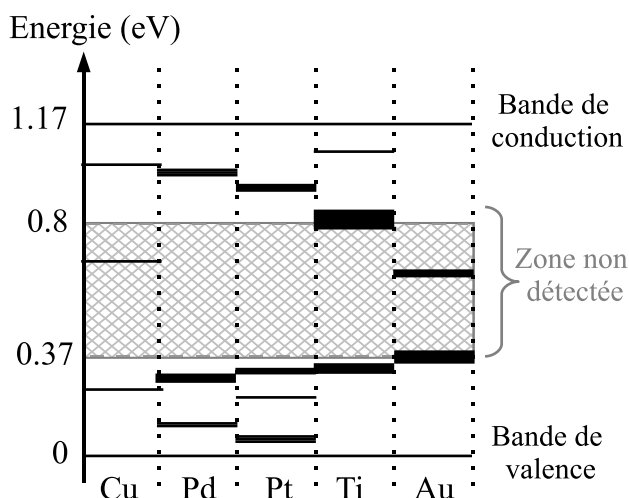 Energie (eV)
1.17
Bande de
conduction
0.8
Zone non
détectée
0.37
0
Bande de
valence
Cu Pd Pt Ti Au